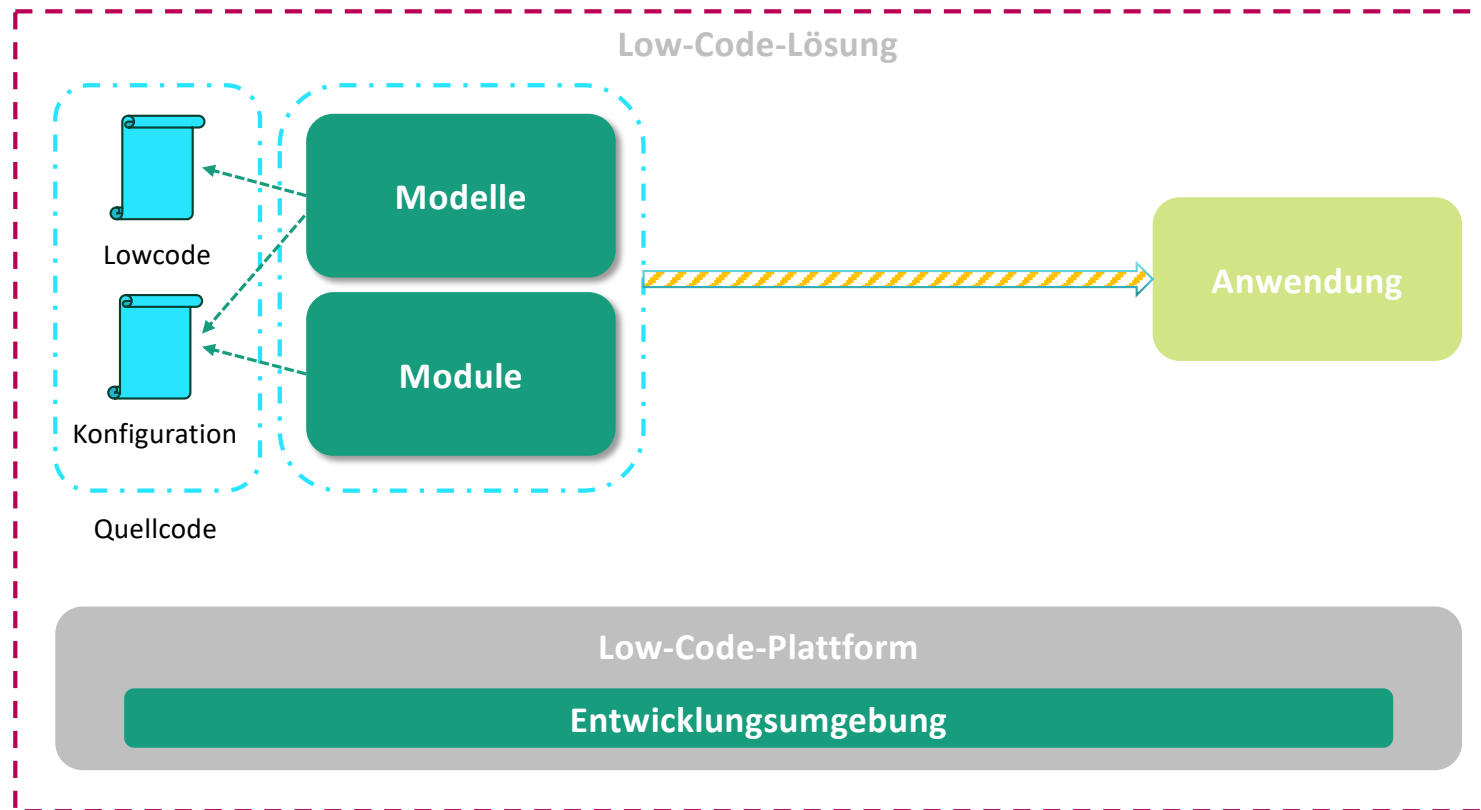 Low-Code-Lösung
Modelle
Lowcode
Anwendung
Module
Konfiguration
Quellcode
Low-Code-Plattform
Entwicklungsumgebung